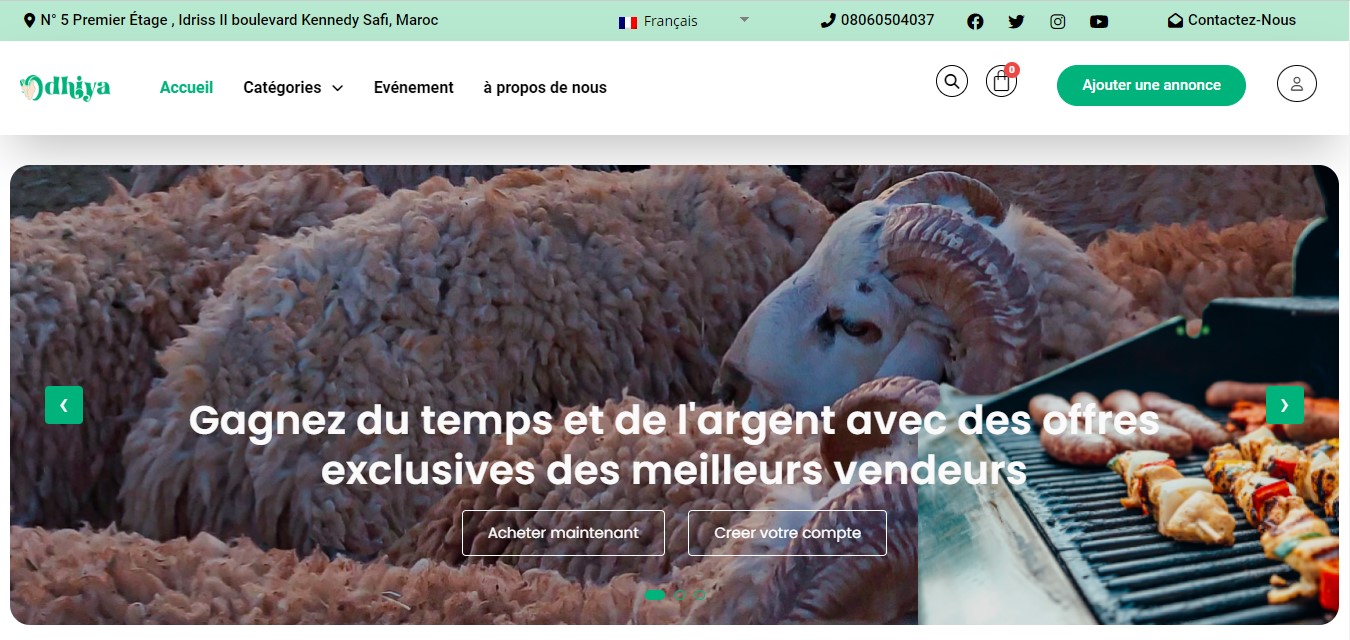 N° 5 Premier Étage , Idriss II boulevard Kennedy Safi, Maroc
Français
08060504037
Contactez-Nous
Odhiya
Accueil
Catégories
Evénement
à propos de nous
0
Ajouter une annonce
Gagnez du temps et de l'argent avec des offres
exclusives des meilleurs vendeurs
Acheter maintenant
Creer votre compte